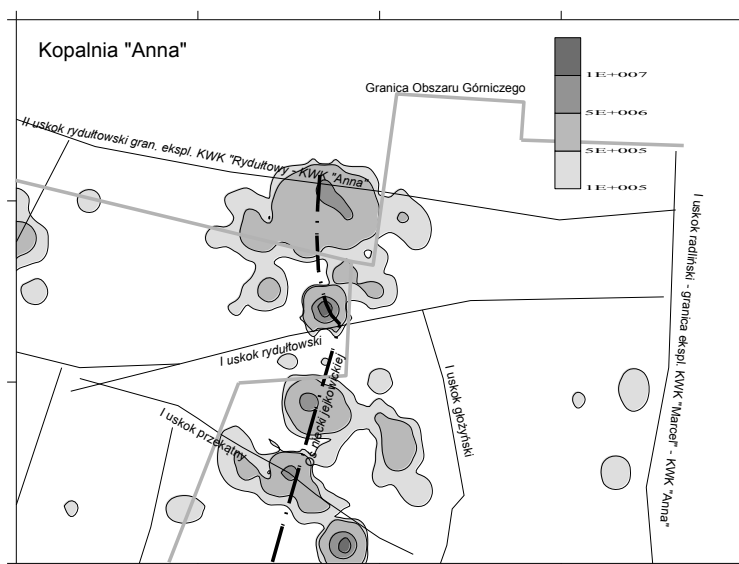 Kopalnia "Anna"
Granica Obszaru Górniczego
1E+007
5E+006
5E+005
1E+005
II uskok rydułtowski gran. ekspl. KWK "Rydułtowy - KWK "Anna"
I uskok radliński - granica ekspl. KWK "Marcel" - KWK "Anna"
I uskok rydułtowski
Oś niecki jejkowickiej
I uskok głożyński
I uskok przekątny